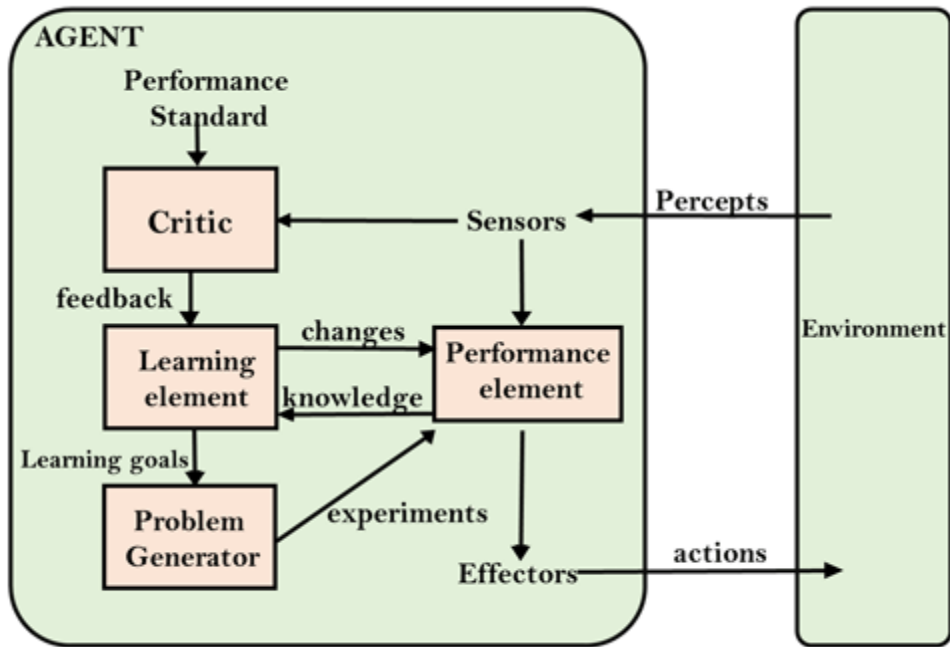 AGENT
Performance
Standard
Critic
Sensors
Percepts
feedback
changes
Learning
element
Performance
element
Environment
knowledge
Learning goals
Problem
Generator
experiments
Effectors
actions